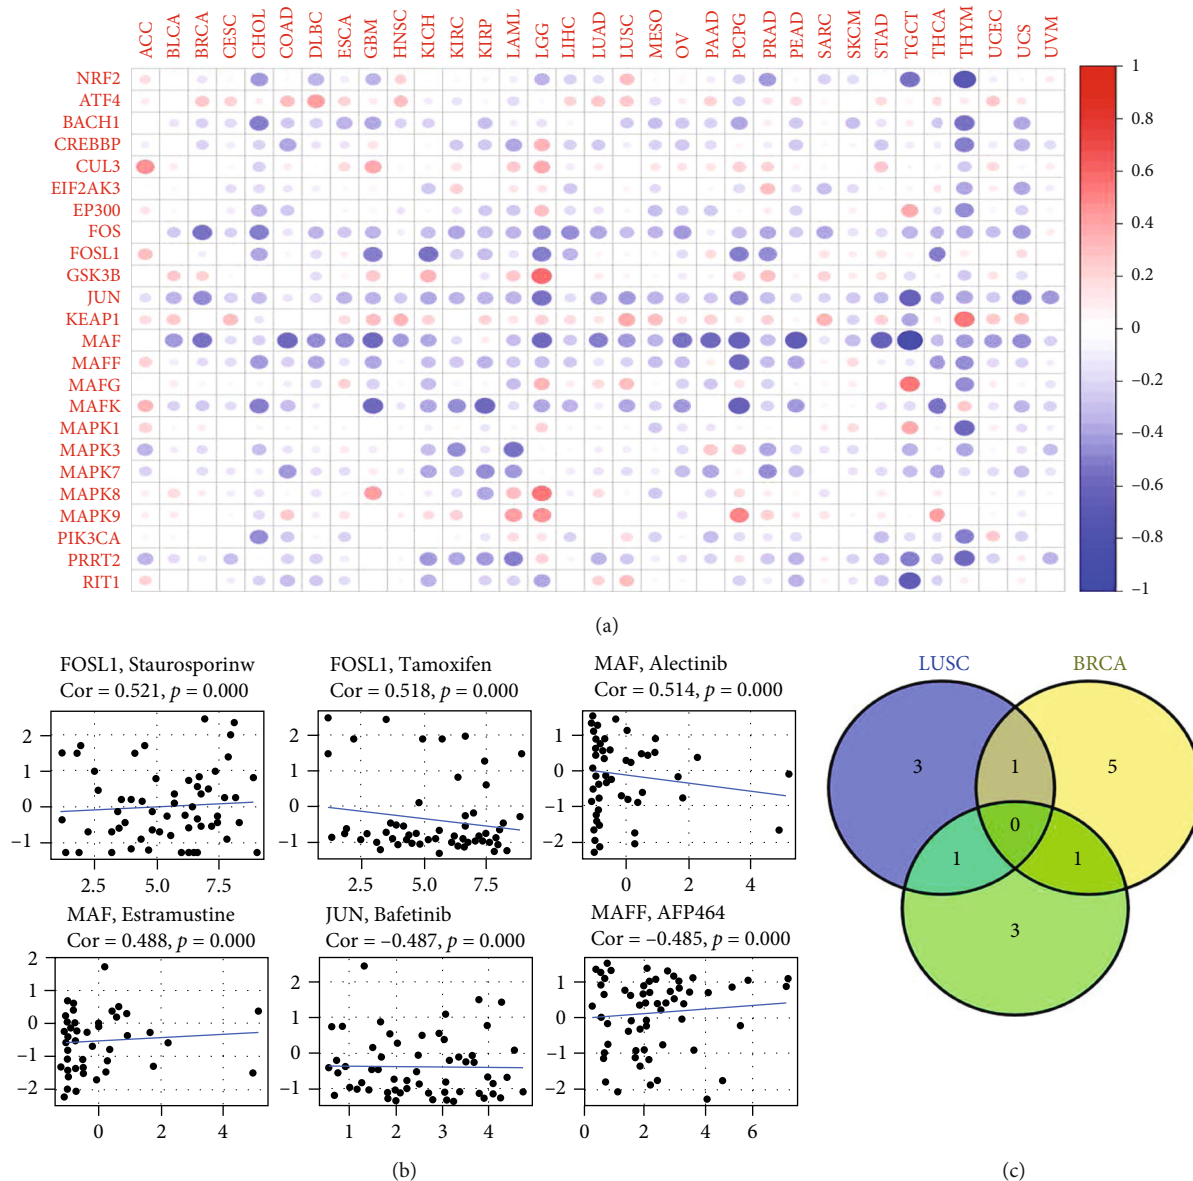 ACC BLCA BRCA CESC CHOL COAD DLBC ESCA GBM HNSC KICH KIRC KIRP LAML LGG LIHC LUAD LUSC MESO OV PAAD PCPG PRAD PEAD SARC SKCM STAD TGCT THCA THYM UCEC UCS UVM
NRF2
ATF4
BACH1
CREBBP
CUL3
EIF2AK3
EP300
FOS
FOSL1
GSK3B
JUN
KEAP1
MAF
MAFF
MAFG
MAFK
MAPK1
MAPK3
MAPK7
MAPK8
MAPK9
PIK3CA
PRRT2
RIT1
1
0.8
0.6
0.4
0.2
0
−0.2
−0.4
−0.6
−0.8
−1
(a)
FOSL1, Staurosporinw
Cor = 0.521, p = 0.000
2
1
0
−1
2.5 5.0 7.5
FOSL1, Tamoxifen
Cor = 0.518, p = 0.000
2
1
0
−1
2.5 5.0 7.5
MAF, Alectinib
Cor = 0.514, p = 0.000
1
0
−1
−2
0 2 4
MAF, Estramustine
Cor = 0.488, p = 0.000
2
1
0
−1
−2
0 2 4
JUN, Bafetinib
Cor = −0.487, p = 0.000
2
1
0
−1
1 2 3 4
MAFF, AFP464
Cor = −0.485, p = 0.000
1
0
−1
−2
0 2 4 6
(b)
LUSC BRCA
3 1 5
0
1 1
3
(c)